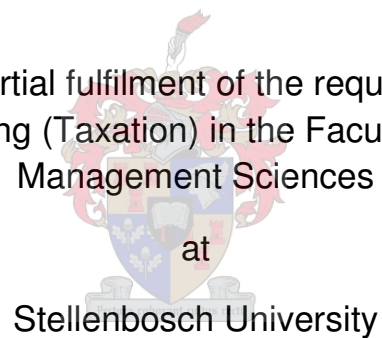 rtial fulfilment of the requ
ng (Taxation) in the Facu
Management Sciences
at
Stellenbosch University